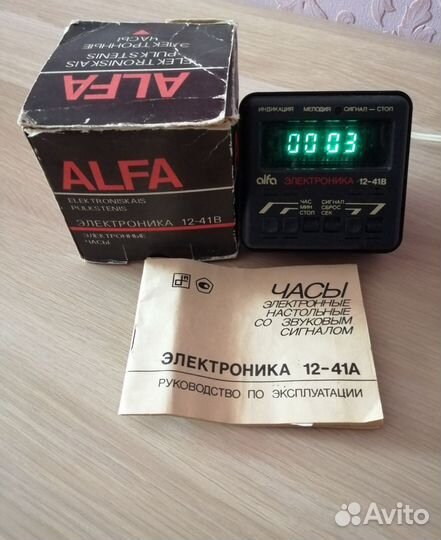 ЭЛЕКТРОННЫЕ
ЧАСЫ
ELEKTRONISKAIS
PULKSTENIS
ALFA
ALFA
ELEKTRONISKAIS
PULKSTENIS
ЭЛЕКТРОНИКА 12-41В
ЭЛЕКТРОННЫЕ
ЧАСЫ
ИНДИКАЦИЯ МЕЛОДИЯ СИГНАЛ — СТОП
00 03
alfa ЭЛЕКТРОНИКА 12-41В
ЧАС СИГНАЛ
МИН СБРОС
СТОП СЕК
ЧАСЫ
ЭЛЕКТРОННЫЕ
НАСТОЛЬНЫЕ
СО ЗВУКОВЫМ
СИГНАЛОМ
ЭЛЕКТРОНИКА 12-41А
РУКОВОДСТВО ПО ЭКСПЛУАТАЦИИ
Avito